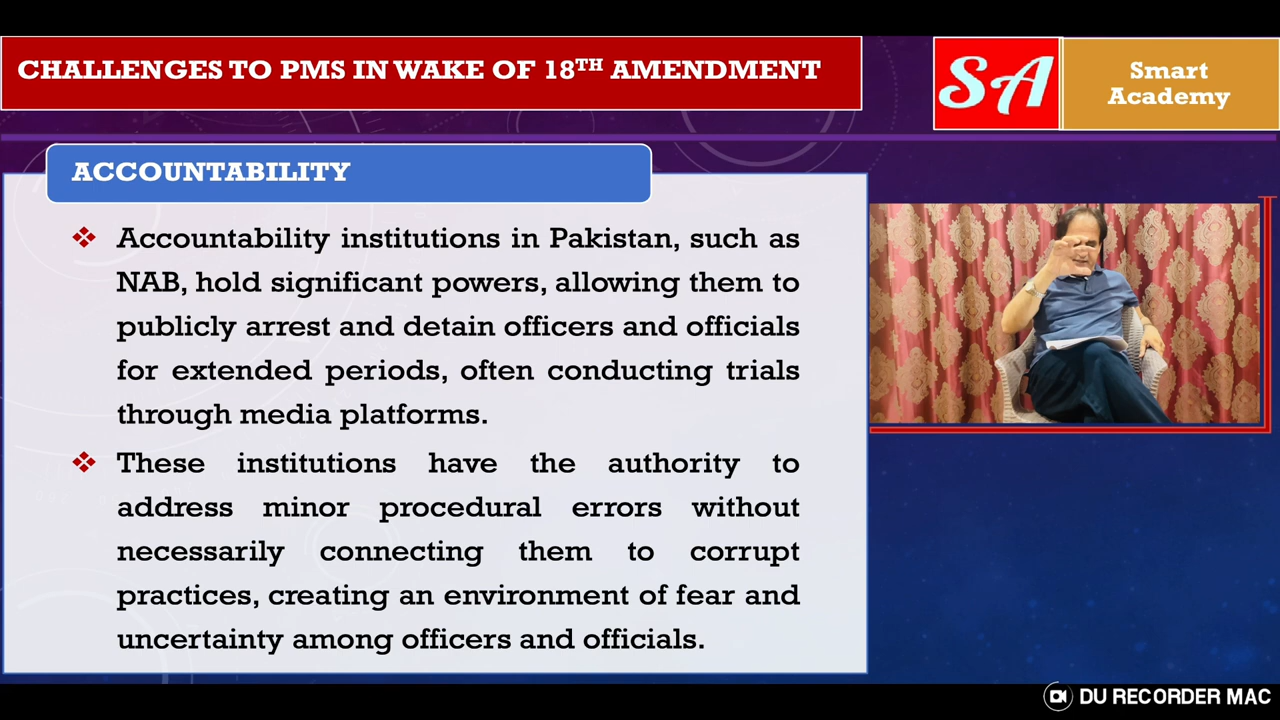 CHALLENGES TO PMS IN WAKE OF 18TH AMENDMENT
SA
Smart
Academy
ACCOUNTABILITY
Accountability institutions in Pakistan, such as
NAB, hold significant powers, allowing them to
publicly arrest and detain officers and officials
for extended periods, often conducting trials
through media platforms.
These institutions have the authority to
address minor procedural errors without
necessarily connecting them to corrupt
practices, creating an environment of fear and
uncertainty among officers and officials.
DU RECORDER MAC